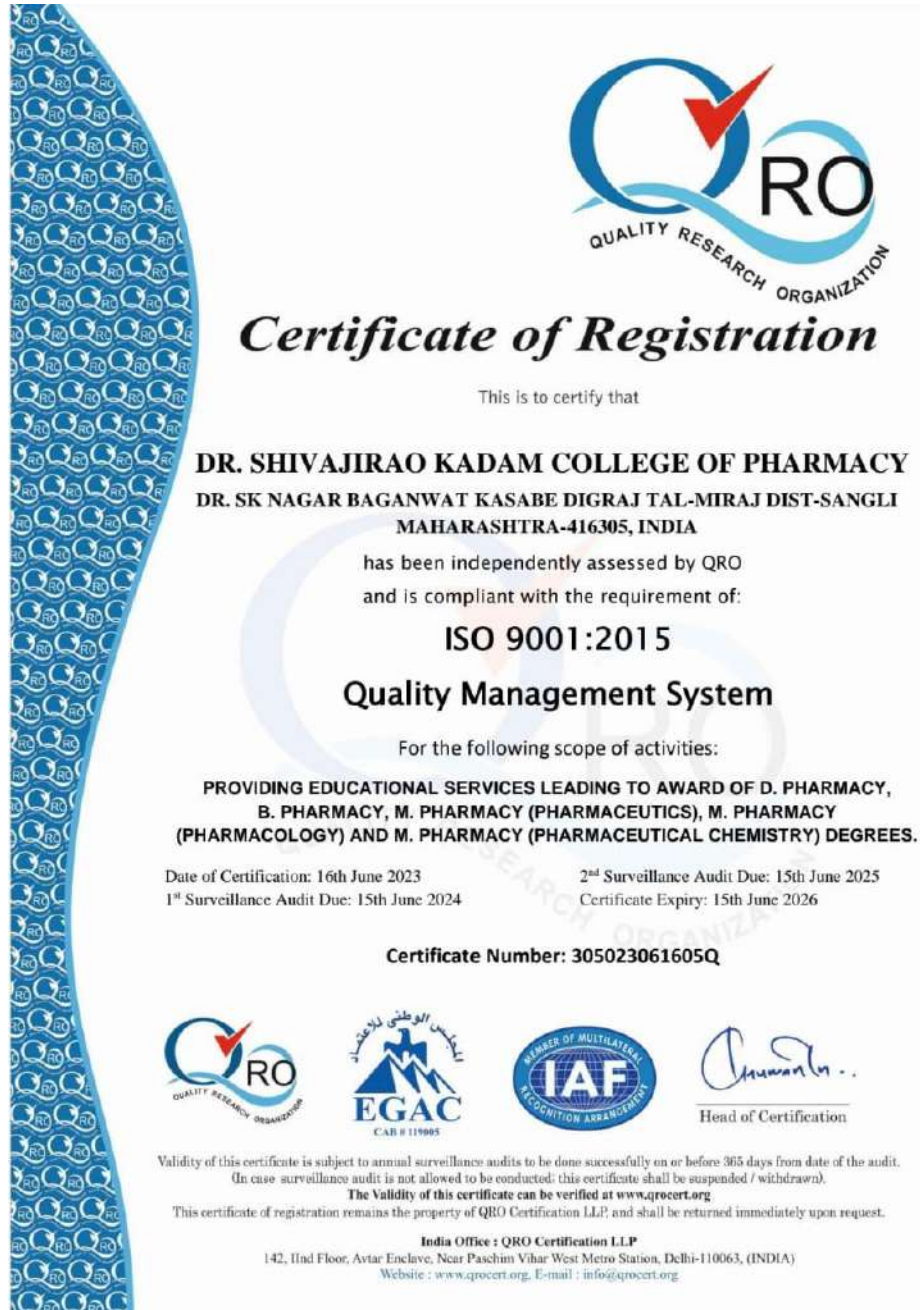 QRO
QUALITY RESEARCH ORGANIZATION
Certificate of Registration
This is to certify that
DR. SHIVAJIRAO KADAM COLLEGE OF PHARMACY
DR. SK NAGAR BAGANWAT KASABE DIGRAJ TAL-MIRAJ DIST-SANGLI
MAHARASHTRA-416305, INDIA
has been independently assessed by QRO
and is compliant with the requirement of:
ISO 9001:2015
Quality Management System
For the following scope of activities:
PROVIDING EDUCATIONAL SERVICES LEADING TO AWARD OF D. PHARMACY,
B. PHARMACY, M. PHARMACY (PHARMACEUTICS), M. PHARMACY
(PHARMACOLOGY) AND M. PHARMACY (PHARMACEUTICAL CHEMISTRY) DEGREES.
Date of Certification: 16th June 2023
2nd Surveillance Audit Due: 15th June 2025
1st Surveillance Audit Due: 15th June 2024
Certificate Expiry: 15th June 2026
Certificate Number: 305023061605Q
QRO
QUALITY RESEARCH ORGANIZATION
المجلس الوطنى للاعتماد
EGAC
CAB # 119005
MEMBER OF MULTILATERAL
IAF
RECOGNITION ARRANGEMENT
Head of Certification
Validity of this certificate is subject to annual surveillance audits to be done successfully on or before 365 days from date of the audit.
(In case surveillance audit is not allowed to be conducted; this certificate shall be suspended / withdrawn).
The Validity of this certificate can be verified at www.qrocert.org
This certificate of registration remains the property of QRO Certification LLP, and shall be returned immediately upon request.
India Office : QRO Certification LLP
142, IInd Floor, Avtar Enclave, Near Paschim Vihar West Metro Station, Delhi-110063, (INDIA)
Website : www.qrocert.org, E-mail : info@qrocert.org